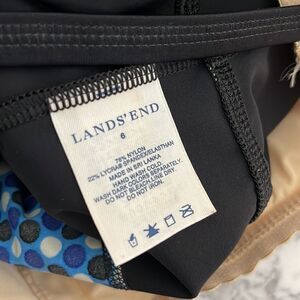 LANDS' END
6
78% NYLON
22% LYCRA® SPANDEX/ELASTHAN
MADE IN SRI LANKA
HAND WASH COLD
WASH DARK COLORS SEPARATELY.
DO NOT BLEACH.LINE DRY.
DO NOT IRON.